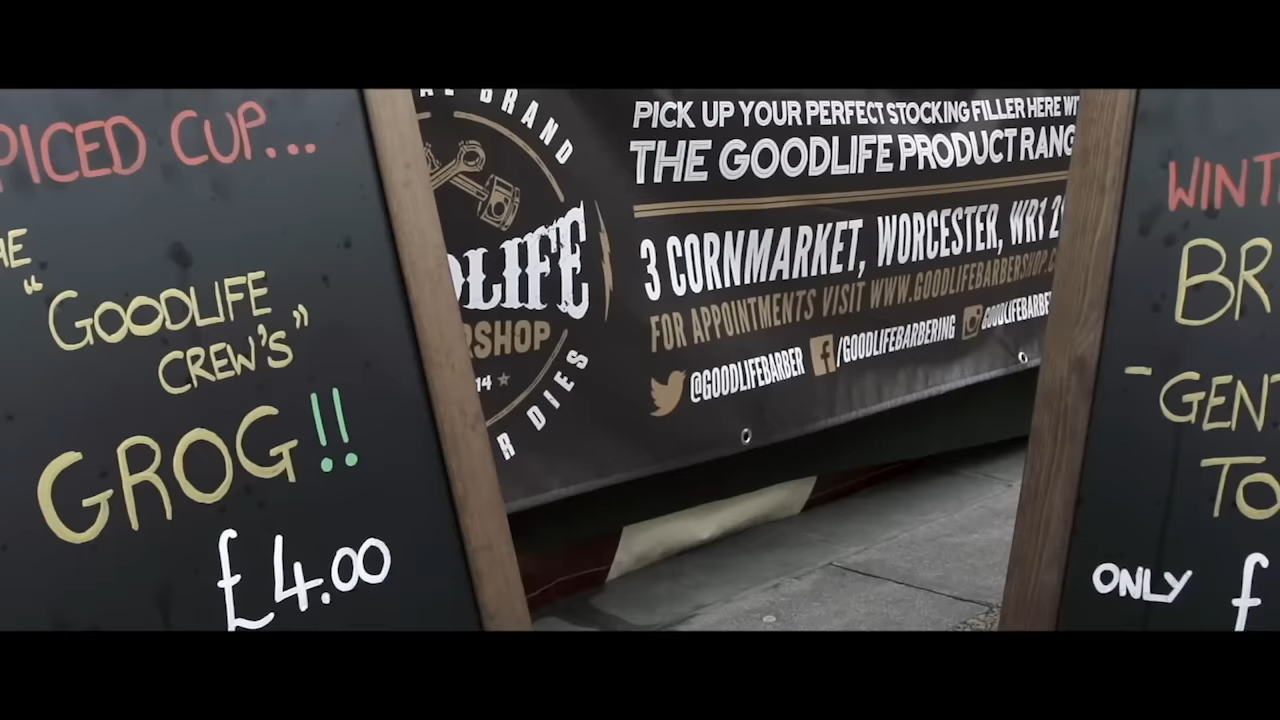 PICED CUP...
"GOODLIFE
CREW'S"
GROG!!
£4.00
BRAND
DLIFE
RSHOP
14
R DIES
PICK UP YOUR PERFECT STOCKING FILLER HERE WI
THE GOODLIFE PRODUCT RANG
3 CORNMARKET, WORCESTER, WR1 2
FOR APPOINTMENTS VISIT WWW.GOODLIFEBARBERSHOP.C
@GOODLIFEBARBER /GOODLIFEBARBERING GOODLIFEBARBE
WINT
BR
- GENT
TO
ONLY £